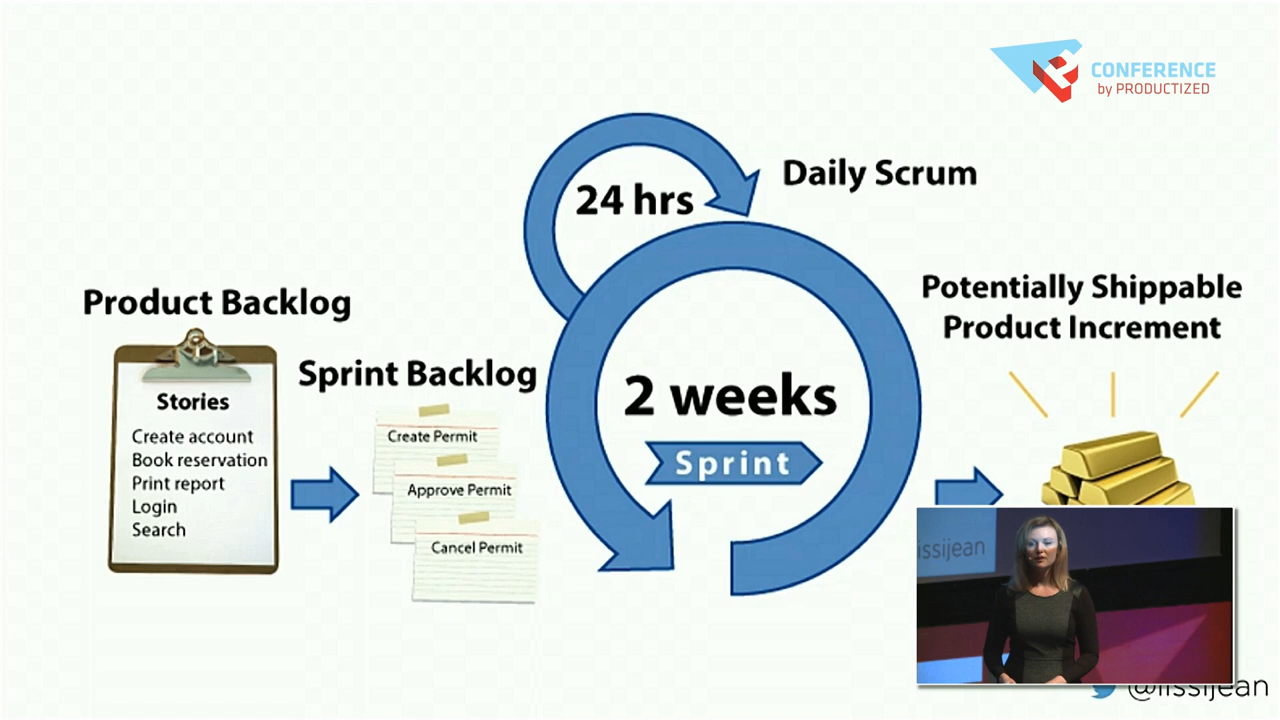 CONFERENCE
by PRODUCTIZED
Daily Scrum
24 hrs
Potentially Shippable
Product Increment
Product Backlog
Sprint Backlog
Stories
Create account
Book reservation
Print report
Login
Search
Create Permit
Approve Permit
Cancel Permit
2 weeks
Sprint
issijean
@lissijean